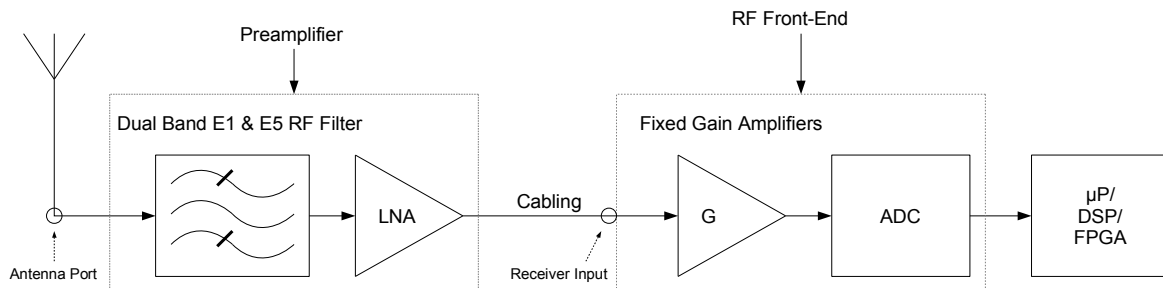 Preamplifier
RF Front-End
Dual Band E1 & E5 RF Filter
Fixed Gain Amplifiers
LNA
Cabling
G
ADC
µP/
DSP/
FPGA
Antenna Port
Receiver Input